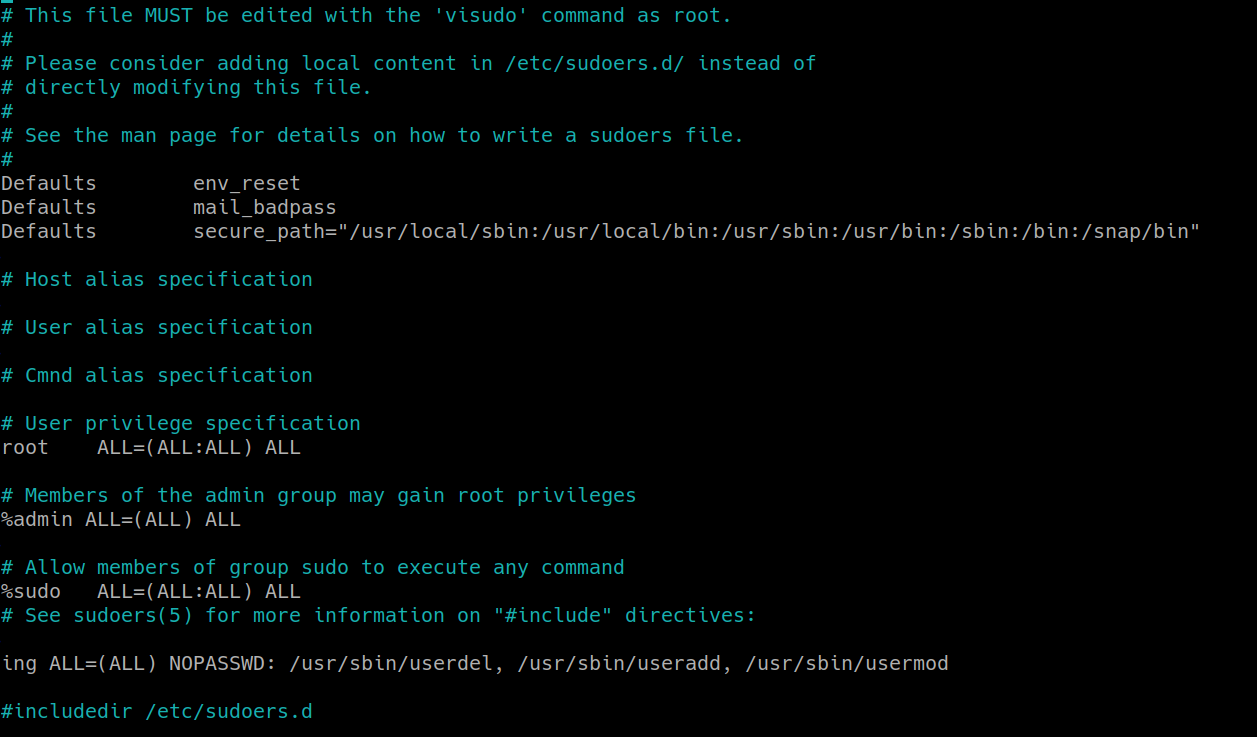 # This file MUST be edited with the 'visudo' command as root.
#
# Please consider adding local content in /etc/sudoers.d/ instead of
# directly modifying this file.
#
# See the man page for details on how to write a sudoers file.
#
Defaults        env_reset
Defaults        mail_badpass
Defaults        secure_path="/usr/local/sbin:/usr/local/bin:/usr/sbin:/usr/bin:/sbin:/bin:/snap/bin"
# Host alias specification
# User alias specification
# Cmnd alias specification
# User privilege specification
root    ALL=(ALL:ALL) ALL
# Members of the admin group may gain root privileges
%admin ALL=(ALL) ALL
# Allow members of group sudo to execute any command
%sudo   ALL=(ALL:ALL) ALL
# See sudoers(5) for more information on "#include" directives:
ing ALL=(ALL) NOPASSWD: /usr/sbin/userdel, /usr/sbin/useradd, /usr/sbin/usermod
#includedir /etc/sudoers.d